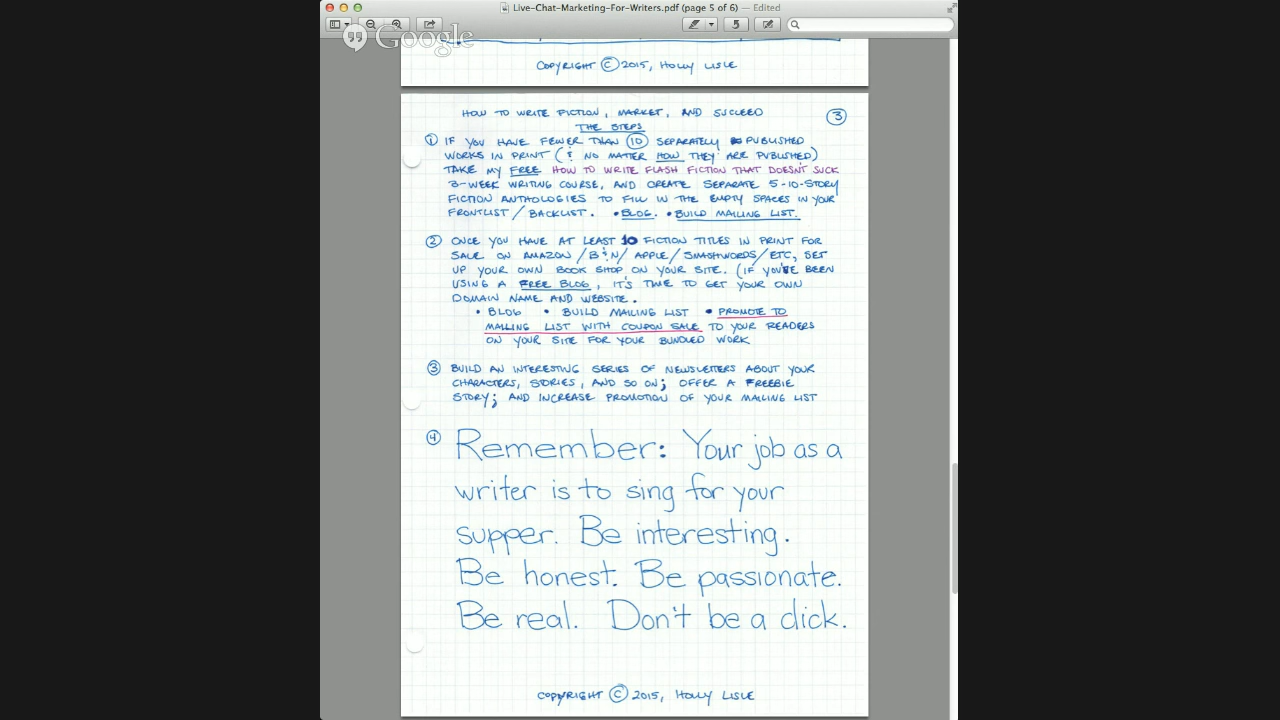 Live-Chat-Marketing-For-Writers.pdf (page 5 of 6) — Edited
Google
COPYRIGHT © 2015, HOLLY LISLE
HOW TO WRITE FICTION, MARKET, AND SUCCEED
3
THE STEPS
① IF YOU HAVE FEWER THAN 10 SEPARATELY PUBLISHED
WORKS IN PRINT (& NO MATTER HOW THEY ARE PUBLISHED)
TAKE MY FREE HOW TO WRITE FLASH FICTION THAT DOESN'T SUCK
3-WEEK WRITING COURSE, AND CREATE SEPARATE 5-10-STORY
FICTION ANTHOLOGIES TO FILL IN THE EMPTY SPACES IN YOUR
FRONTLIST/BACKLIST. • BLOG. • BUILD MAILING LIST.
② ONCE YOU HAVE AT LEAST 10 FICTION TITLES IN PRINT FOR
SALE ON AMAZON/B&N/APPLE/SMASHWORDS/ETC, SET
UP YOUR OWN BOOK SHOP ON YOUR SITE. (IF YOU'VE BEEN
USING A FREE BLOG, IT'S TIME TO GET YOUR OWN
DOMAIN NAME AND WEBSITE.
• BLOG • BUILD MAILING LIST • PROMOTE TO
MAILING LIST WITH COUPON SALE TO YOUR READERS
ON YOUR SITE FOR YOUR BUNDLED WORK
③ BUILD AN INTERESTING SERIES OF NEWSLETTERS ABOUT YOUR
CHARACTERS, STORIES, AND SO ON; OFFER A FREEBIE
STORY; AND INCREASE PROMOTION OF YOUR MAILING LIST
④ Remember: Your job as a
writer is to sing for your
supper. Be interesting.
Be honest. Be passionate.
Be real. Don't be a dick.
COPYRIGHT © 2015, HOLLY LISLE